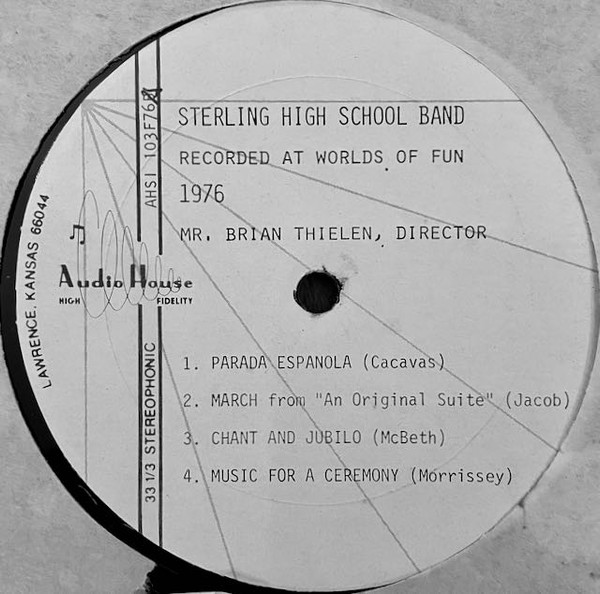 STERLING HIGH SCHOOL BAND
RECORDED AT WORLDS OF FUN
1976
MR. BRIAN THIELEN, DIRECTOR
AHSI 103F76
LAWRENCE, KANSAS 66044
Audio House
HIGH FIDELITY
33 1/3 STEREOPHONIC
1. PARADA ESPANOLA (Cacavas)
2. MARCH from "An Original Suite" (Jacob)
3. CHANT AND JUBILO (McBeth)
4. MUSIC FOR A CEREMONY (Morrissey)